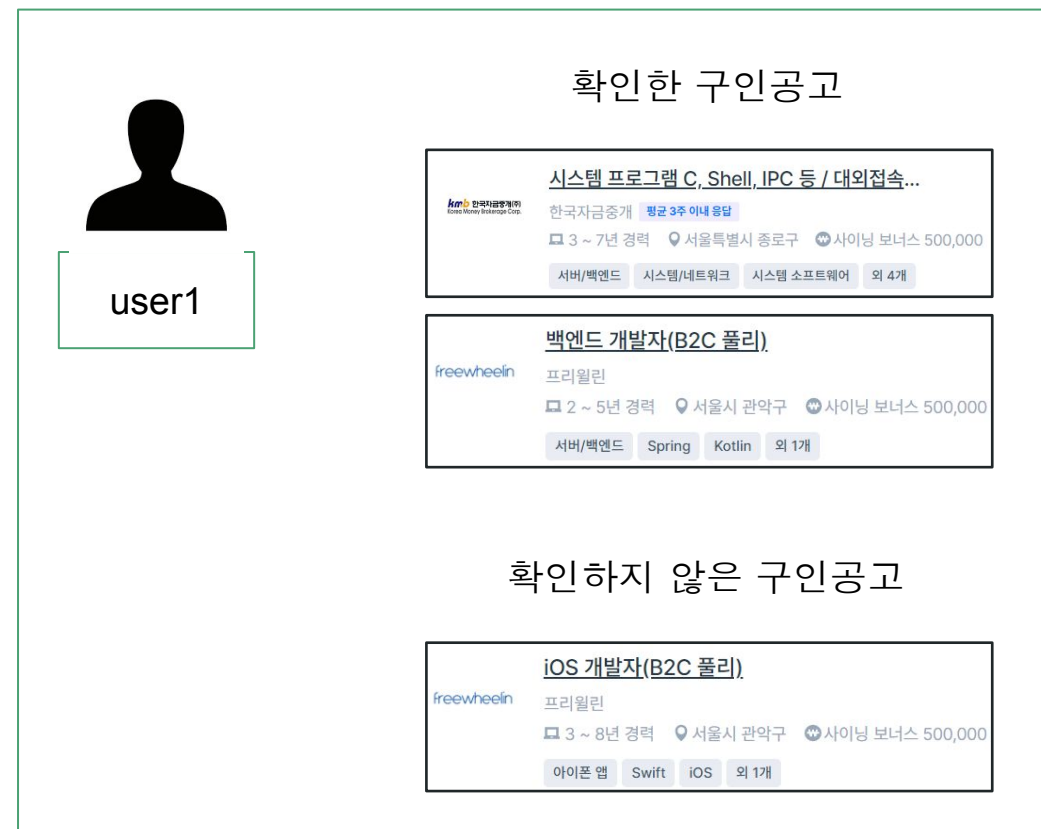 확인한 구인공고
user1
시스템 프로그램 C, Shell, IPC 등 / 대외접속...
kmb 한국자금중개(주)
Korea Money Brokerage Corp.
한국자금중개 평균 3주 이내 응답
3 ~ 7년 경력 서울특별시 종로구 사이닝 보너스 500,000
서버/백엔드 시스템/네트워크 시스템 소프트웨어 외 4개
백엔드 개발자(B2C 풀리)
freewheelin
프리윌린
2 ~ 5년 경력 서울시 관악구 사이닝 보너스 500,000
서버/백엔드 Spring Kotlin 외 1개
확인하지 않은 구인공고
iOS 개발자(B2C 풀리)
freewheelin
프리윌린
3 ~ 8년 경력 서울시 관악구 사이닝 보너스 500,000
아이폰 앱 Swift iOS 외 1개